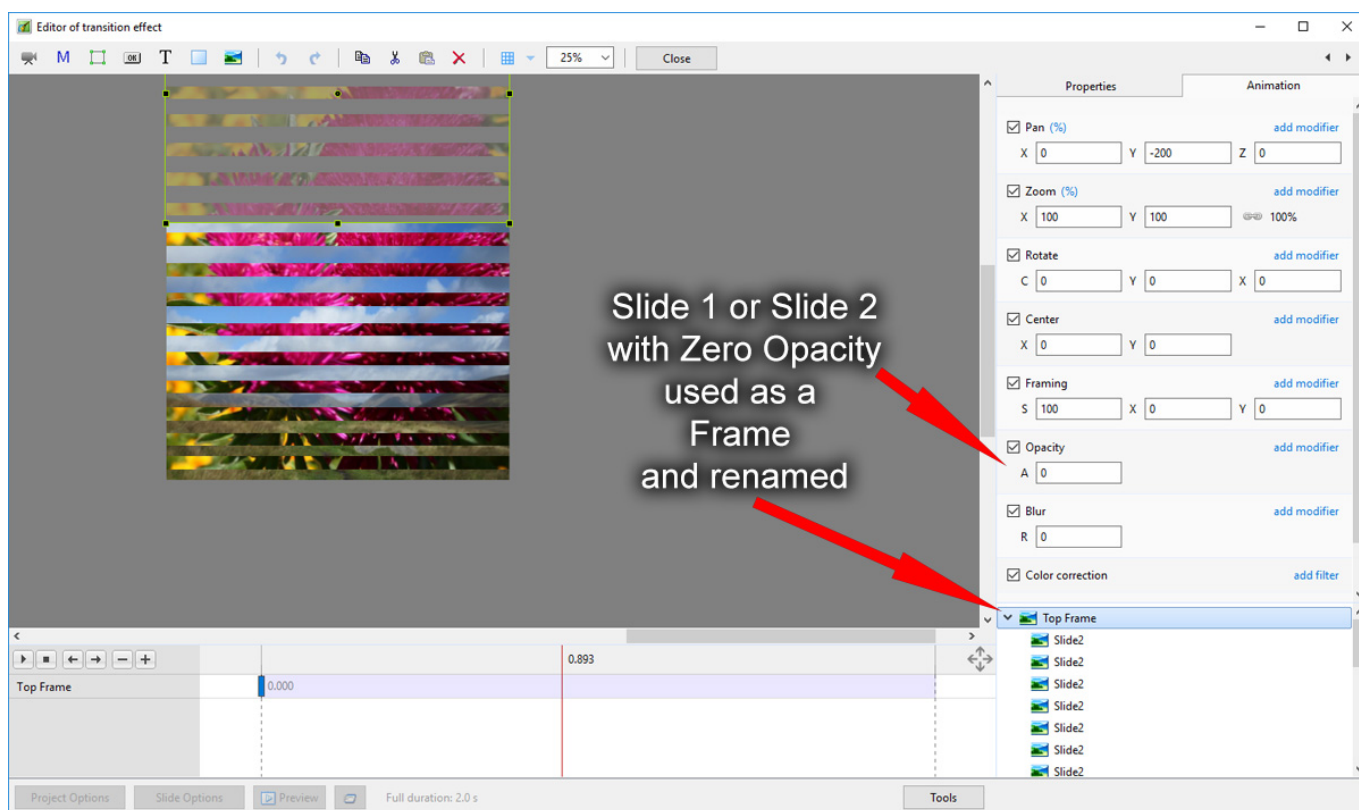 Editor of transition effect
M OK T 25% Close
Properties Animation
Pan (%) add modifier
X 0 Y -200 Z 0
Zoom (%) add modifier
X 100 Y 100 100%
Rotate add modifier
C 0 Y 0 X 0
Center add modifier
X 0 Y 0
Framing add modifier
S 100 X 0 Y 0
Opacity add modifier
A 0
Blur add modifier
R 0
Color correction add filter
Slide 1 or Slide 2
with Zero Opacity
used as a
Frame
and renamed
Top Frame
Slide2
Slide2
Slide2
Slide2
Slide2
Slide2
Slide2
0.893
Top Frame 0.000
Project Options Slide Options Preview Full duration: 2.0 s Tools